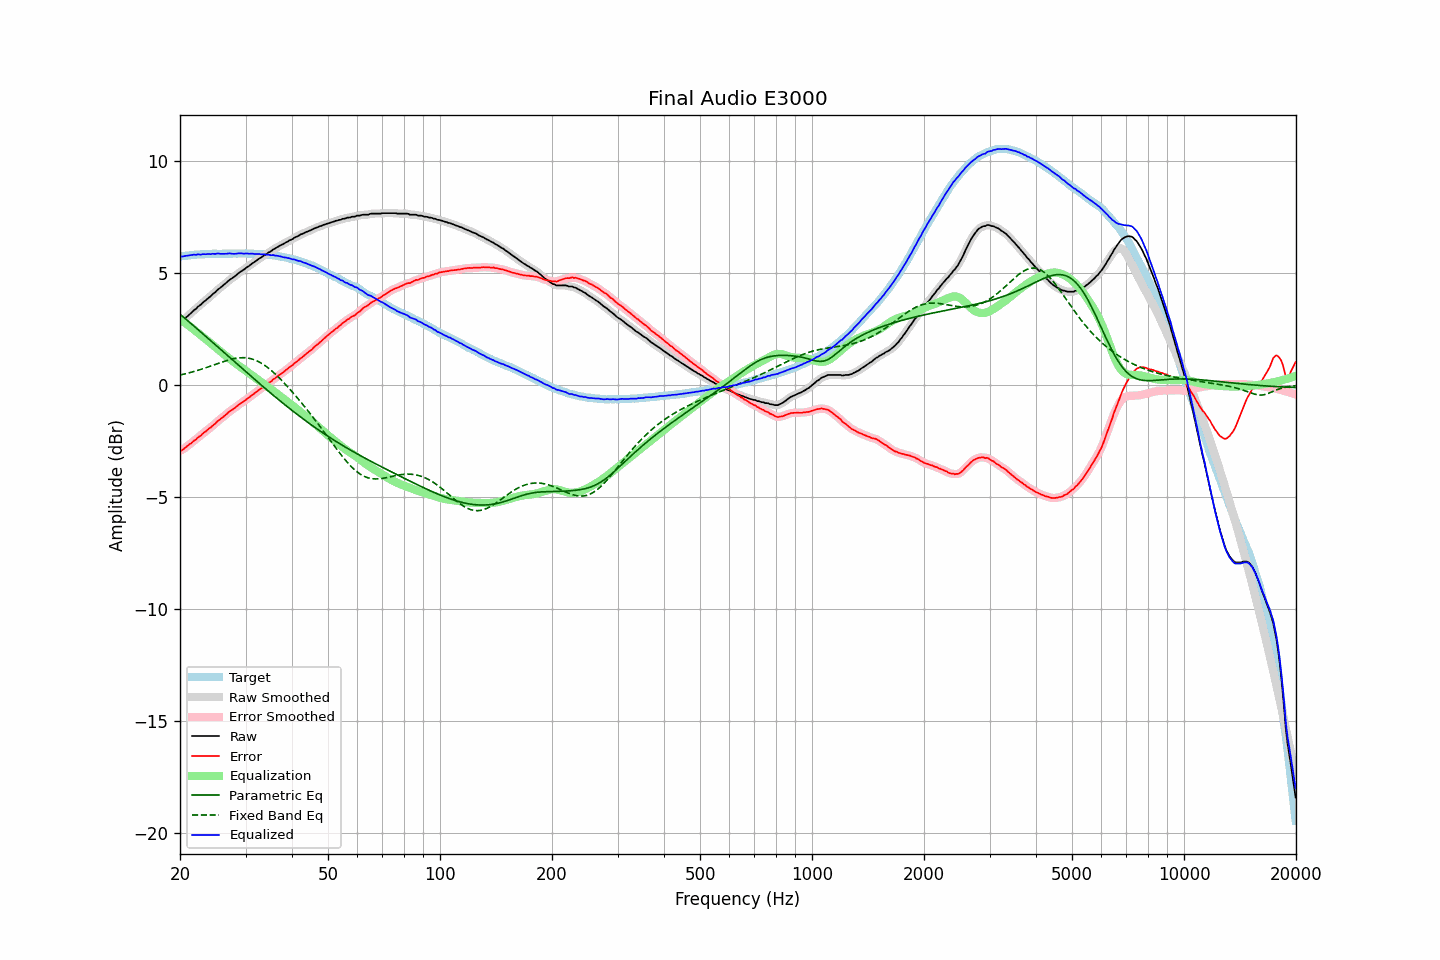 Final Audio E3000
Amplitude (dBr)
10
5
0
−5
−10
−15
−20
Target
Raw Smoothed
Error Smoothed
Raw
Error
Equalization
Parametric Eq
Fixed Band Eq
Equalized
20 50 100 200 500 1000 2000 5000 10000 20000
Frequency (Hz)